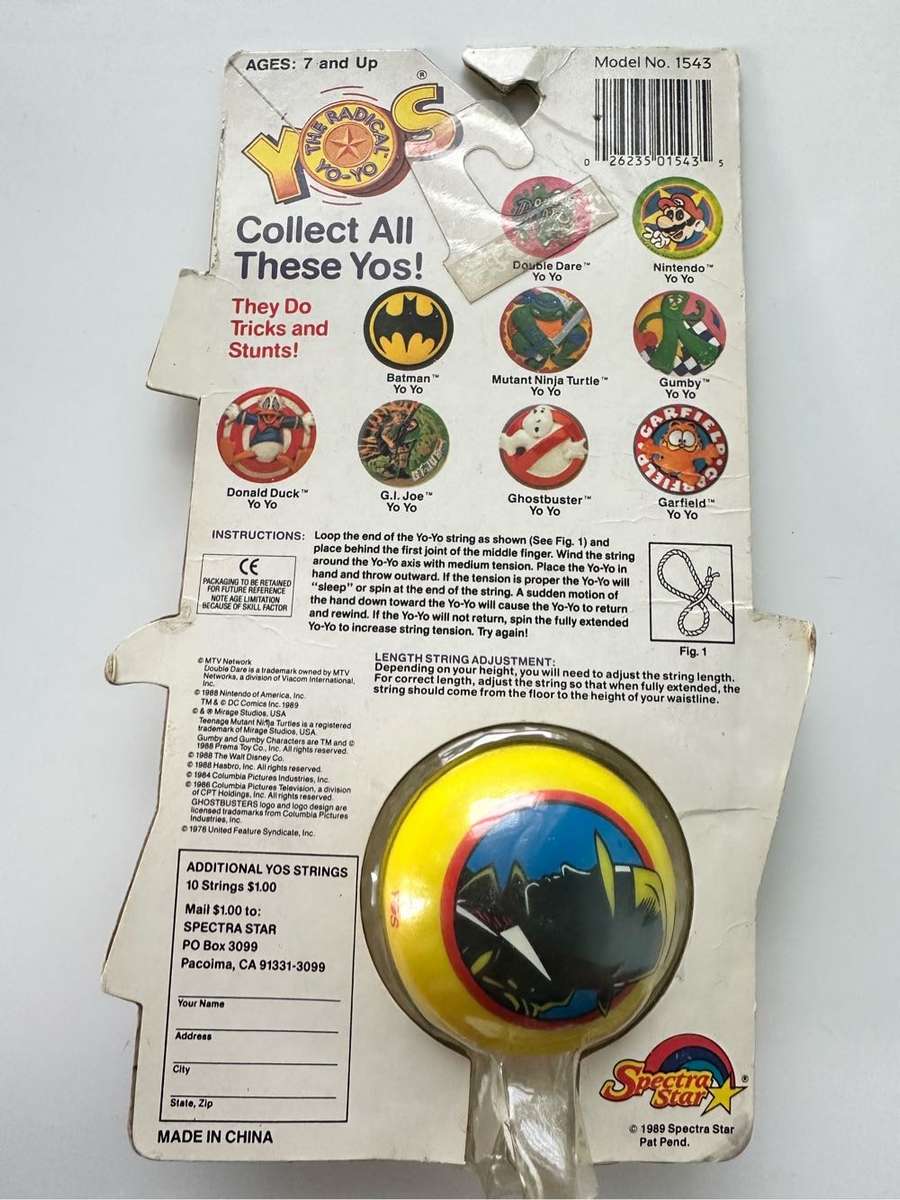 AGES: 7 and Up
Model No. 1543
YOS®
THE RADICAL
YO-YO
0 26235 01543 5
Collect All
These Yos!
They Do
Tricks and
Stunts!
Double Dare™
Yo Yo
Nintendo™
Yo Yo
Batman™
Yo Yo
Mutant Ninja Turtle™
Yo Yo
Gumby™
Yo Yo
GARFIELD
GARFIELD
G.I. JOE
Donald Duck™
Yo Yo
G.I. Joe™
Yo Yo
Ghostbuster™
Yo Yo
Garfield™
Yo Yo
INSTRUCTIONS: Loop the end of the Yo-Yo string as shown (See Fig. 1) and
place behind the first joint of the middle finger. Wind the string
around the Yo-Yo axis with medium tension. Place the Yo-Yo in
hand and throw outward. If the tension is proper the Yo-Yo will
"sleep" or spin at the end of the string. A sudden motion of
the hand down toward the Yo-Yo will cause the Yo-Yo to return
and rewind. If the Yo-Yo will not return, spin the fully extended
Yo-Yo to increase string tension. Try again!
CE
PACKAGING TO BE RETAINED
FOR FUTURE REFERENCE
NOTE AGE LIMITATION
BECAUSE OF SKILL FACTOR
Fig. 1
LENGTH STRING ADJUSTMENT:
Depending on your height, you will need to adjust the string length.
For correct length, adjust the string so that when fully extended, the
string should come from the floor to the height of your waistline.
© MTV Network
Double Dare is a trademark owned by MTV
Networks, a division of Viacom International,
Inc.
© 1988 Nintendo of America, Inc.
TM & © DC Comics Inc. 1989
© & ® Mirage Studios, USA
Teenage Mutant Ninja Turtles is a registered
trademark of Mirage Studios, USA.
Gumby and Gumby Characters are TM and ©
1988 Prema Toy Co., Inc. All rights reserved.
© 1988 The Walt Disney Co.
© 1988 Hasbro, Inc. All rights reserved.
© 1984 Columbia Pictures Industries, Inc.
© 1986 Columbia Pictures Television, a division
of CPT Holdings, Inc. All rights reserved.
GHOSTBUSTERS logo and logo design are
licensed trademarks from Columbia Pictures
Industries, Inc.
© 1978 United Feature Syndicate, Inc.
ADDITIONAL YOS STRINGS
10 Strings $1.00
Mail $1.00 to:
SPECTRA STAR
PO Box 3099
Pacoima, CA 91331-3099
Your Name
Address
City
State, Zip
MADE IN CHINA
YOS
Spectra
Star®
© 1989 Spectra Star
Pat Pend.